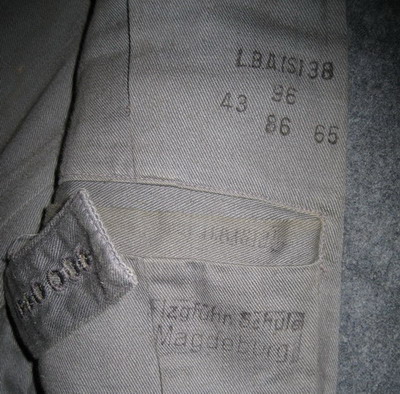 L.B.A.(S)38
96
43
86 65
Flzgführ.Schule
Magdeburg